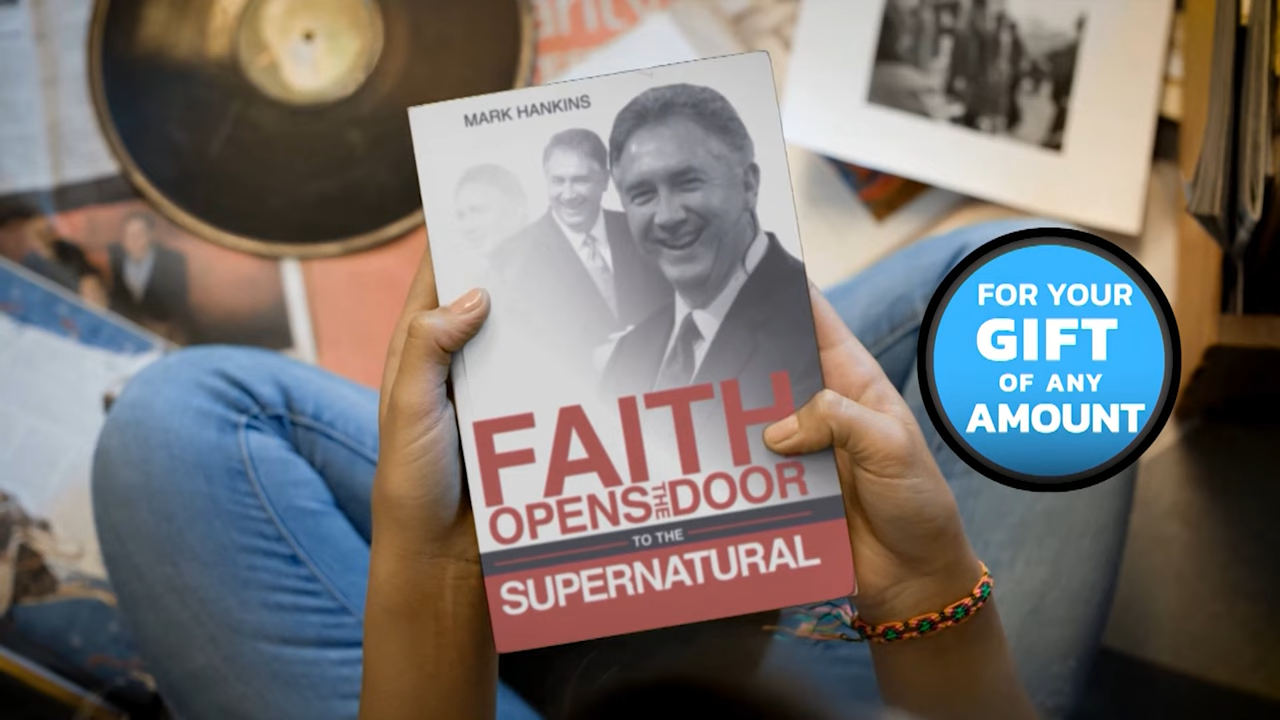 MARK HANKINS
FAITH
OPENS THE DOOR
TO THE
SUPERNATURAL
FOR YOUR
GIFT
OF ANY
AMOUNT